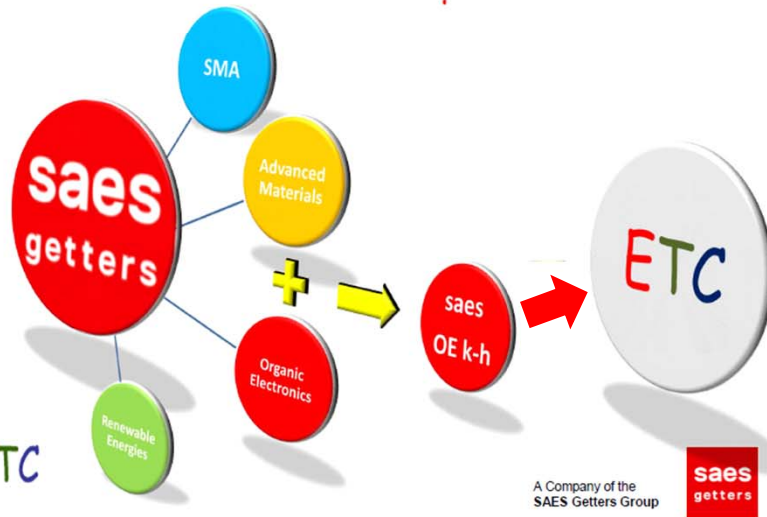 SMA
saes
getters
Advanced
Materials
saes
OE k-h
ETC
Organic
Electronics
Renewable
Energies
TC
A Company of the
SAES Getters Group
saes
getters